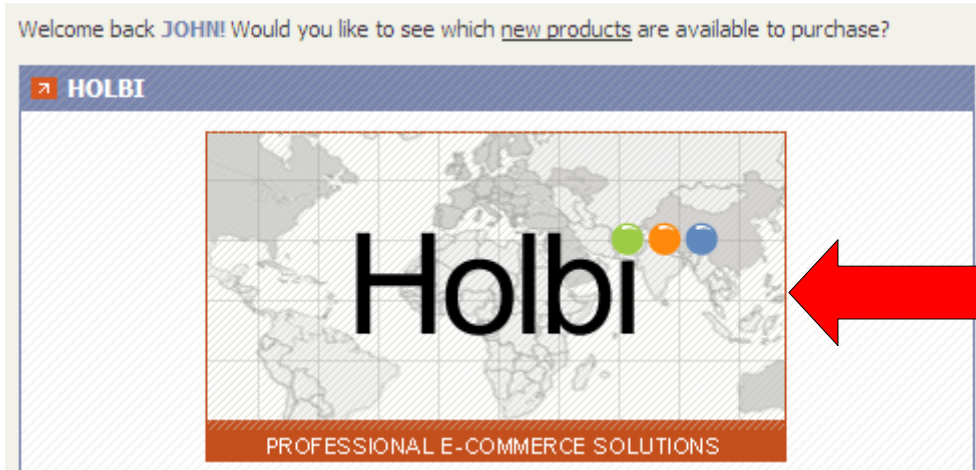 Welcome back JOHN! Would you like to see which new products are available to purchase?
HOLBI
Holbi
PROFESSIONAL E-COMMERCE SOLUTIONS